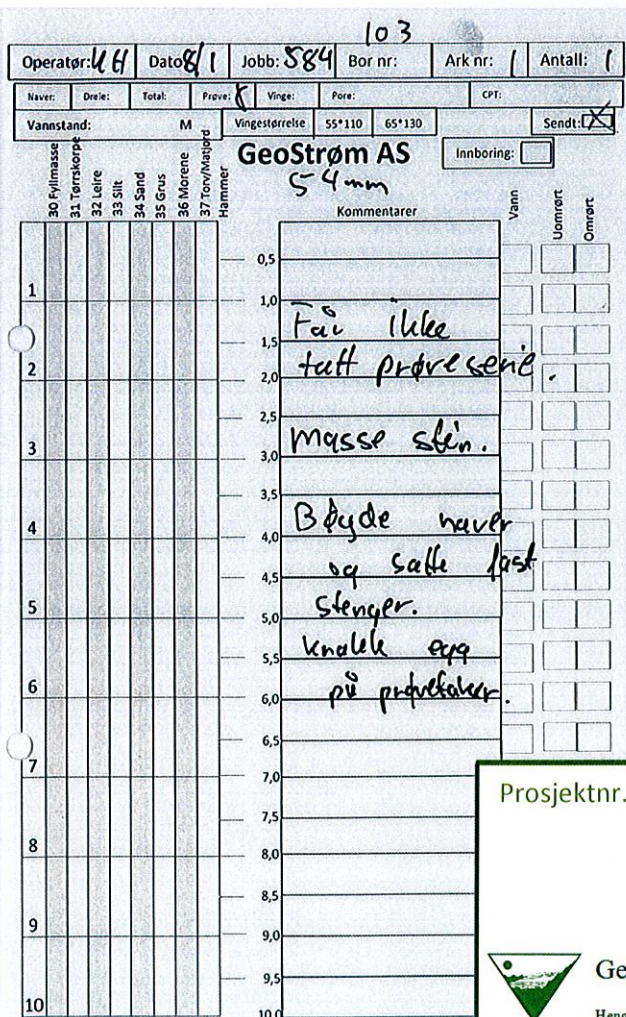 103
Operatør: KH Dato 8/1 Jobb: 584 Bor nr: Ark nr: 1 Antall: 1
Naver: Dreie: Total: Prøve: X Vinge: Pore: CPT:
Vannstand: M Vingestørrelse 55*110 65*130 Sendt: X
GeoStrøm AS Innboring:
54mm
30 Fyllmasse
31 Tørrskorpe
32 Leire
33 Silt
34 Sand
35 Grus
36 Morene
37 Torv/Matjord
Hammer
Kommentarer
Vann
Uomrørt
Omrørt
0,5
1 1,0
Får ikke
1,5
tatt prøveserie.
2 2,0
2,5
Masse stén.
3 3,0
3,5
Bøyde naver
4 4,0
og satte fast
4,5
stenger.
5 5,0
knakk egg
5,5
på prøvetaker.
6 6,0
6,5
7 7,0
7,5
8 8,0
8,5
9 9,0
9,5
10 10,0
Prosjektnr.
Ge
Heng